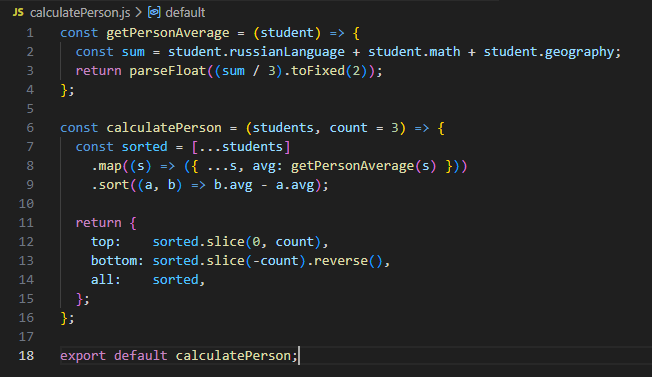 JS calculatePerson.js > default
1 const getPersonAverage = (student) => {
2   const sum = student.russianLanguage + student.math + student.geography;
3   return parseFloat((sum / 3).toFixed(2));
4 };
5
6 const calculatePerson = (students, count = 3) => {
7   const sorted = [...students]
8     .map((s) => ({ ...s, avg: getPersonAverage(s) }))
9     .sort((a, b) => b.avg - a.avg);
10
11   return {
12     top:    sorted.slice(0, count),
13     bottom: sorted.slice(-count).reverse(),
14     all:    sorted,
15   };
16 };
17
18 export default calculatePerson;